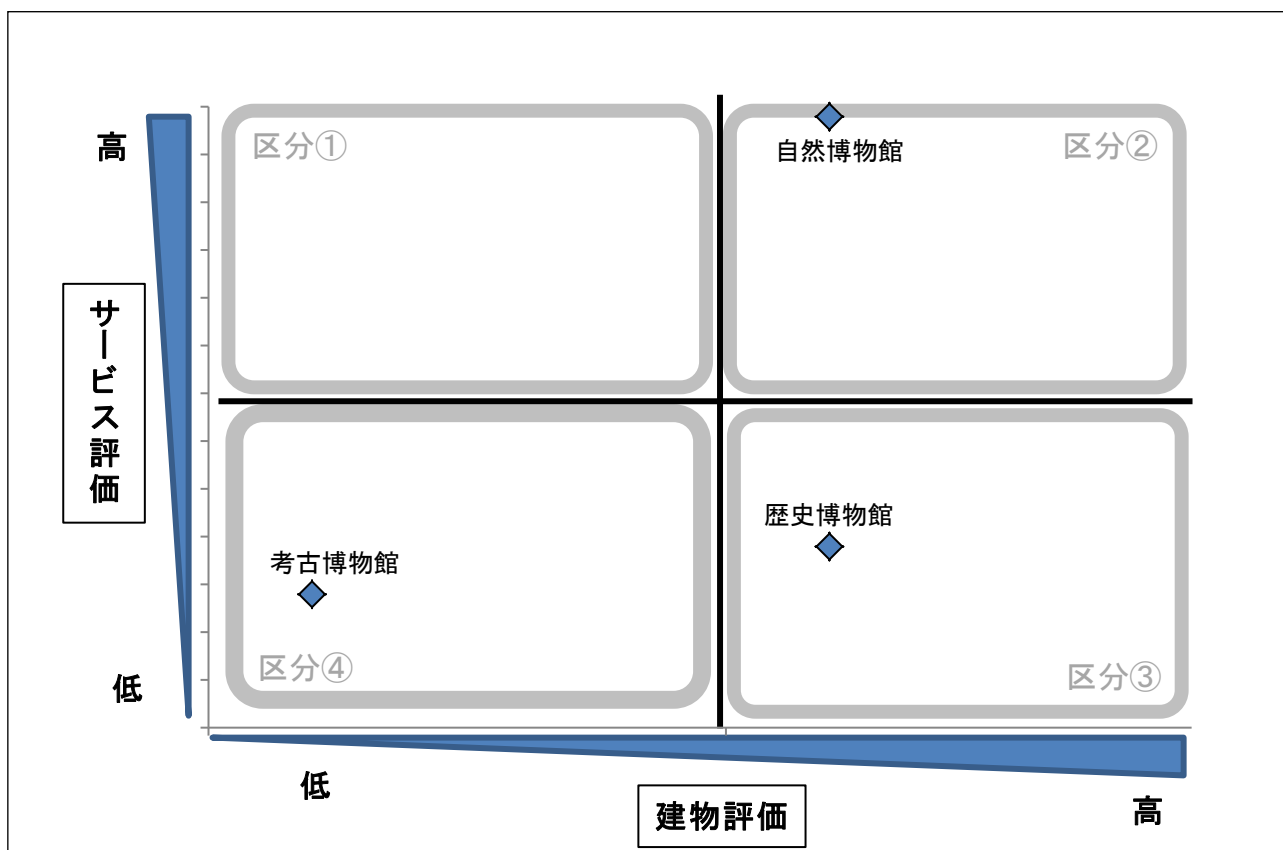 高
区分①
自然博物館
区分②
サービス評価
歴史博物館
考古博物館
区分④
区分③
低
低
建物評価
高